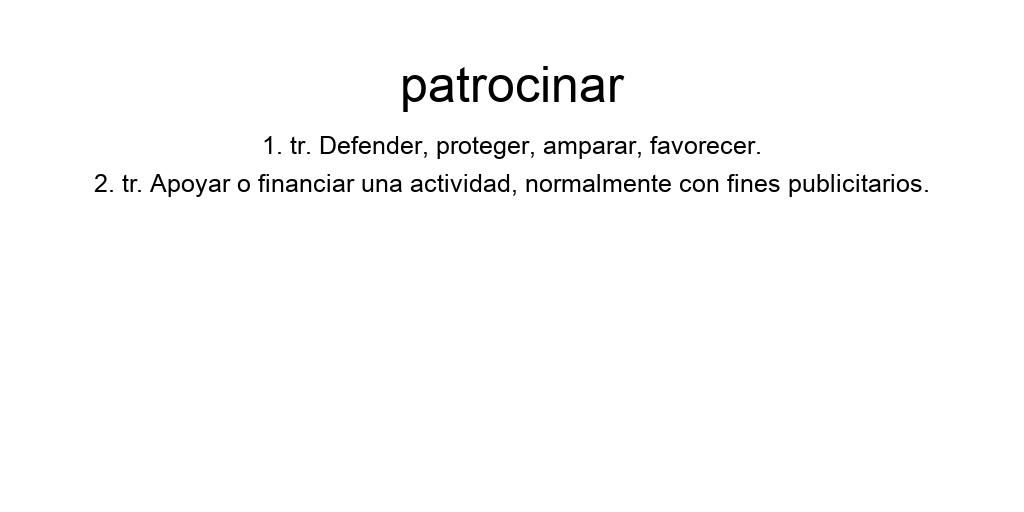 patrocinar
1. tr. Defender, proteger, amparar, favorecer.
2. tr. Apoyar o financiar una actividad, normalmente con fines publicitarios.